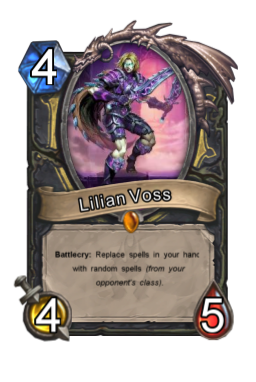 4
Lilian Voss
Battlecry: Replace spells in your hand
with random spells (from your
opponent's class).
4
5